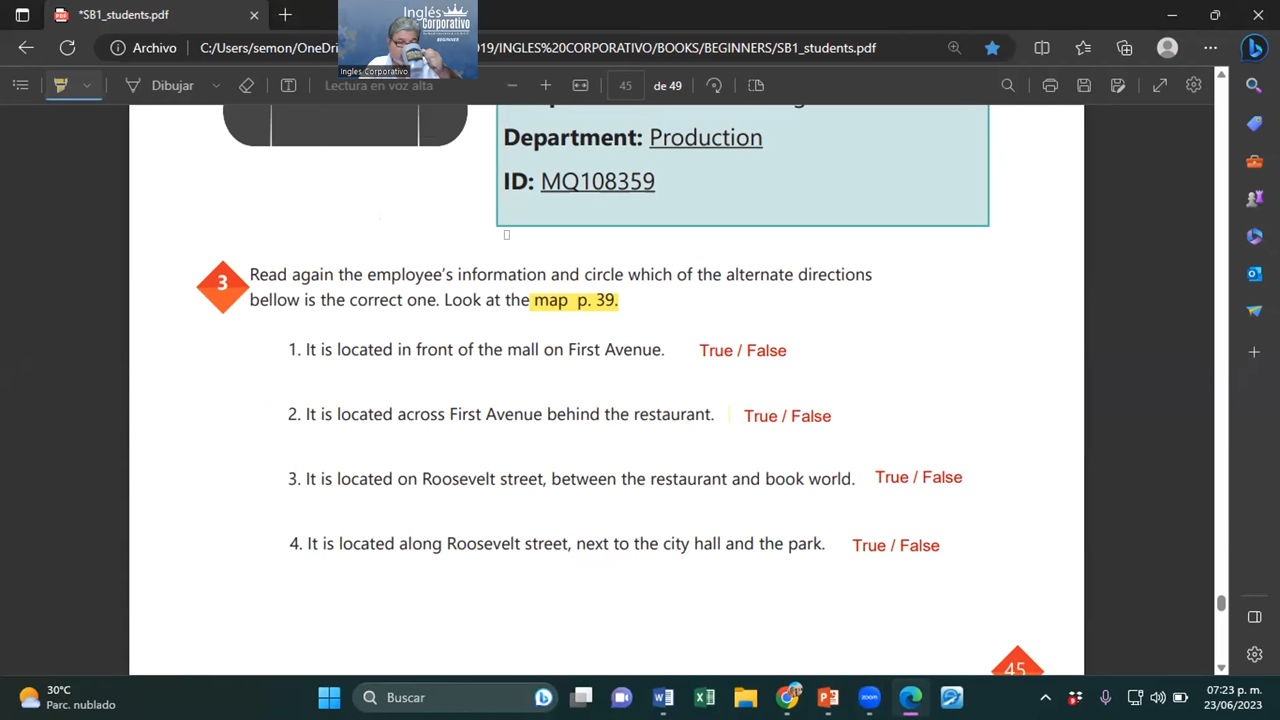 *SB1_students.pdf
Inglés
Corporativo
BEGINNER
Ingles Corporativo
Archivo
C:/Users/semon/OneDri
019/INGLES%20CORPORATIVO/BOOKS/BEGINNERS/SB1_students.pdf
Dibujar
Lectura en voz alta
45
de 49
Department: Production
ID: MQ108359
3
Read again the employee's information and circle which of the alternate directions
bellow is the correct one. Look at the map p. 39.
1. It is located in front of the mall on First Avenue. True / False
2. It is located across First Avenue behind the restaurant. True / False
3. It is located on Roosevelt street, between the restaurant and book world. True / False
4. It is located along Roosevelt street, next to the city hall and the park. True / False
45
30°C
Parc. nublado
Buscar
07:23 p. m.
23/06/2023